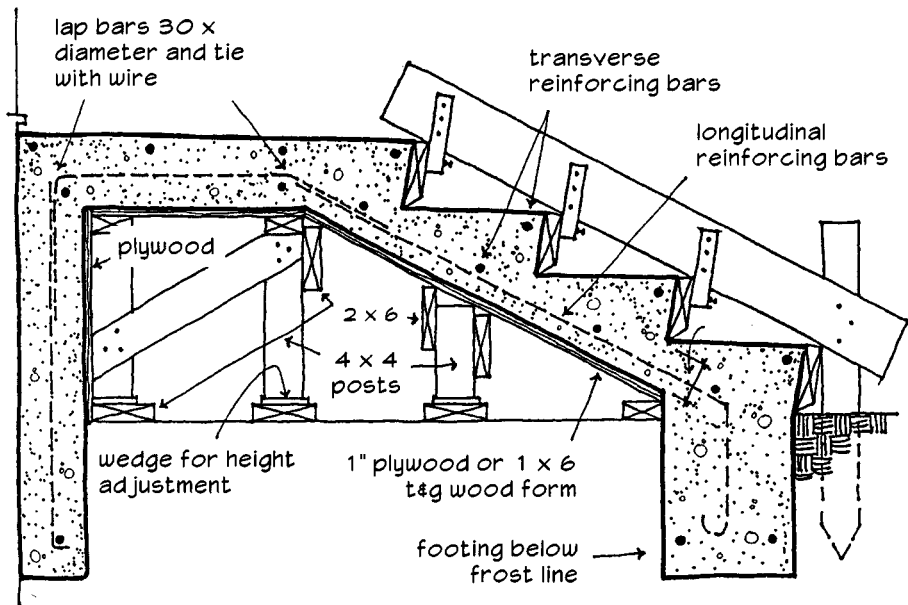 lap bars 30 x
diameter and tie
with wire
transverse
reinforcing bars
longitudinal
reinforcing bars
plywood
2 x 6
4 x 4
posts
wedge for height
adjustment
1" plywood or 1 x 6
t&g wood form
footing below
frost line